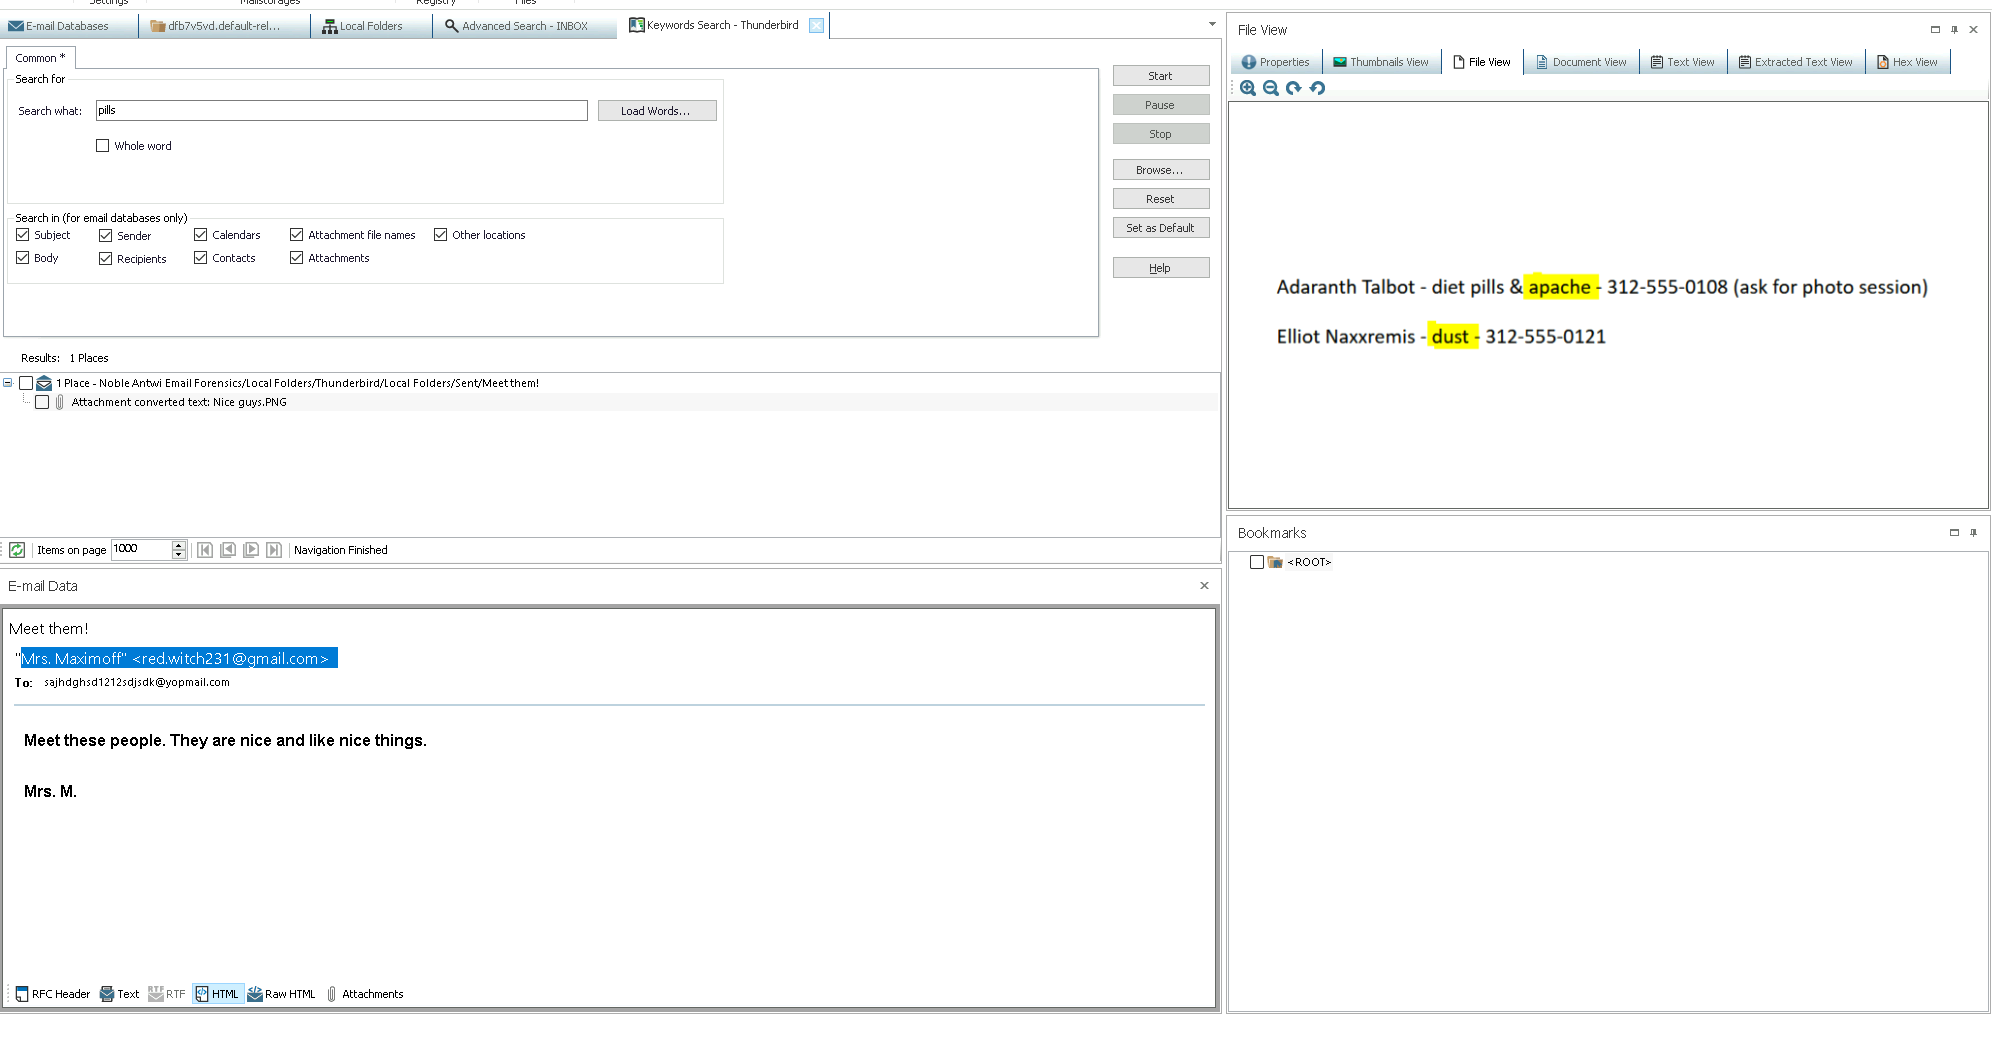 Settings Mailstorages Registry Files
E-mail Databases dfb7v5vd.default-rel... Local Folders Advanced Search - INBOX Keywords Search - Thunderbird
Common *
Search for
Search what: pills Load Words...
Whole word
Search in (for email databases only)
Subject Sender Calendars Attachment file names Other locations
Body Recipients Contacts Attachments
Start
Pause
Stop
Browse...
Reset
Set as Default
Help
Results: 1 Places
1 Place - Noble Antwi Email Forensics/Local Folders/Thunderbird/Local Folders/Sent/Meet them!
Attachment converted text: Nice guys.PNG
Items on page 1000 Navigation Finished
E-mail Data
Meet them!
"Mrs. Maximoff" <red.witch231@gmail.com>
To: sajhdghsd1212sdjsdk@yopmail.com
Meet these people. They are nice and like nice things.
Mrs. M.
RFC Header Text RTF HTML Raw HTML Attachments
File View
Properties Thumbnails View File View Document View Text View Extracted Text View Hex View
Adaranth Talbot - diet pills & apache - 312-555-0108 (ask for photo session)
Elliot Naxxremis - dust - 312-555-0121
Bookmarks
<ROOT>